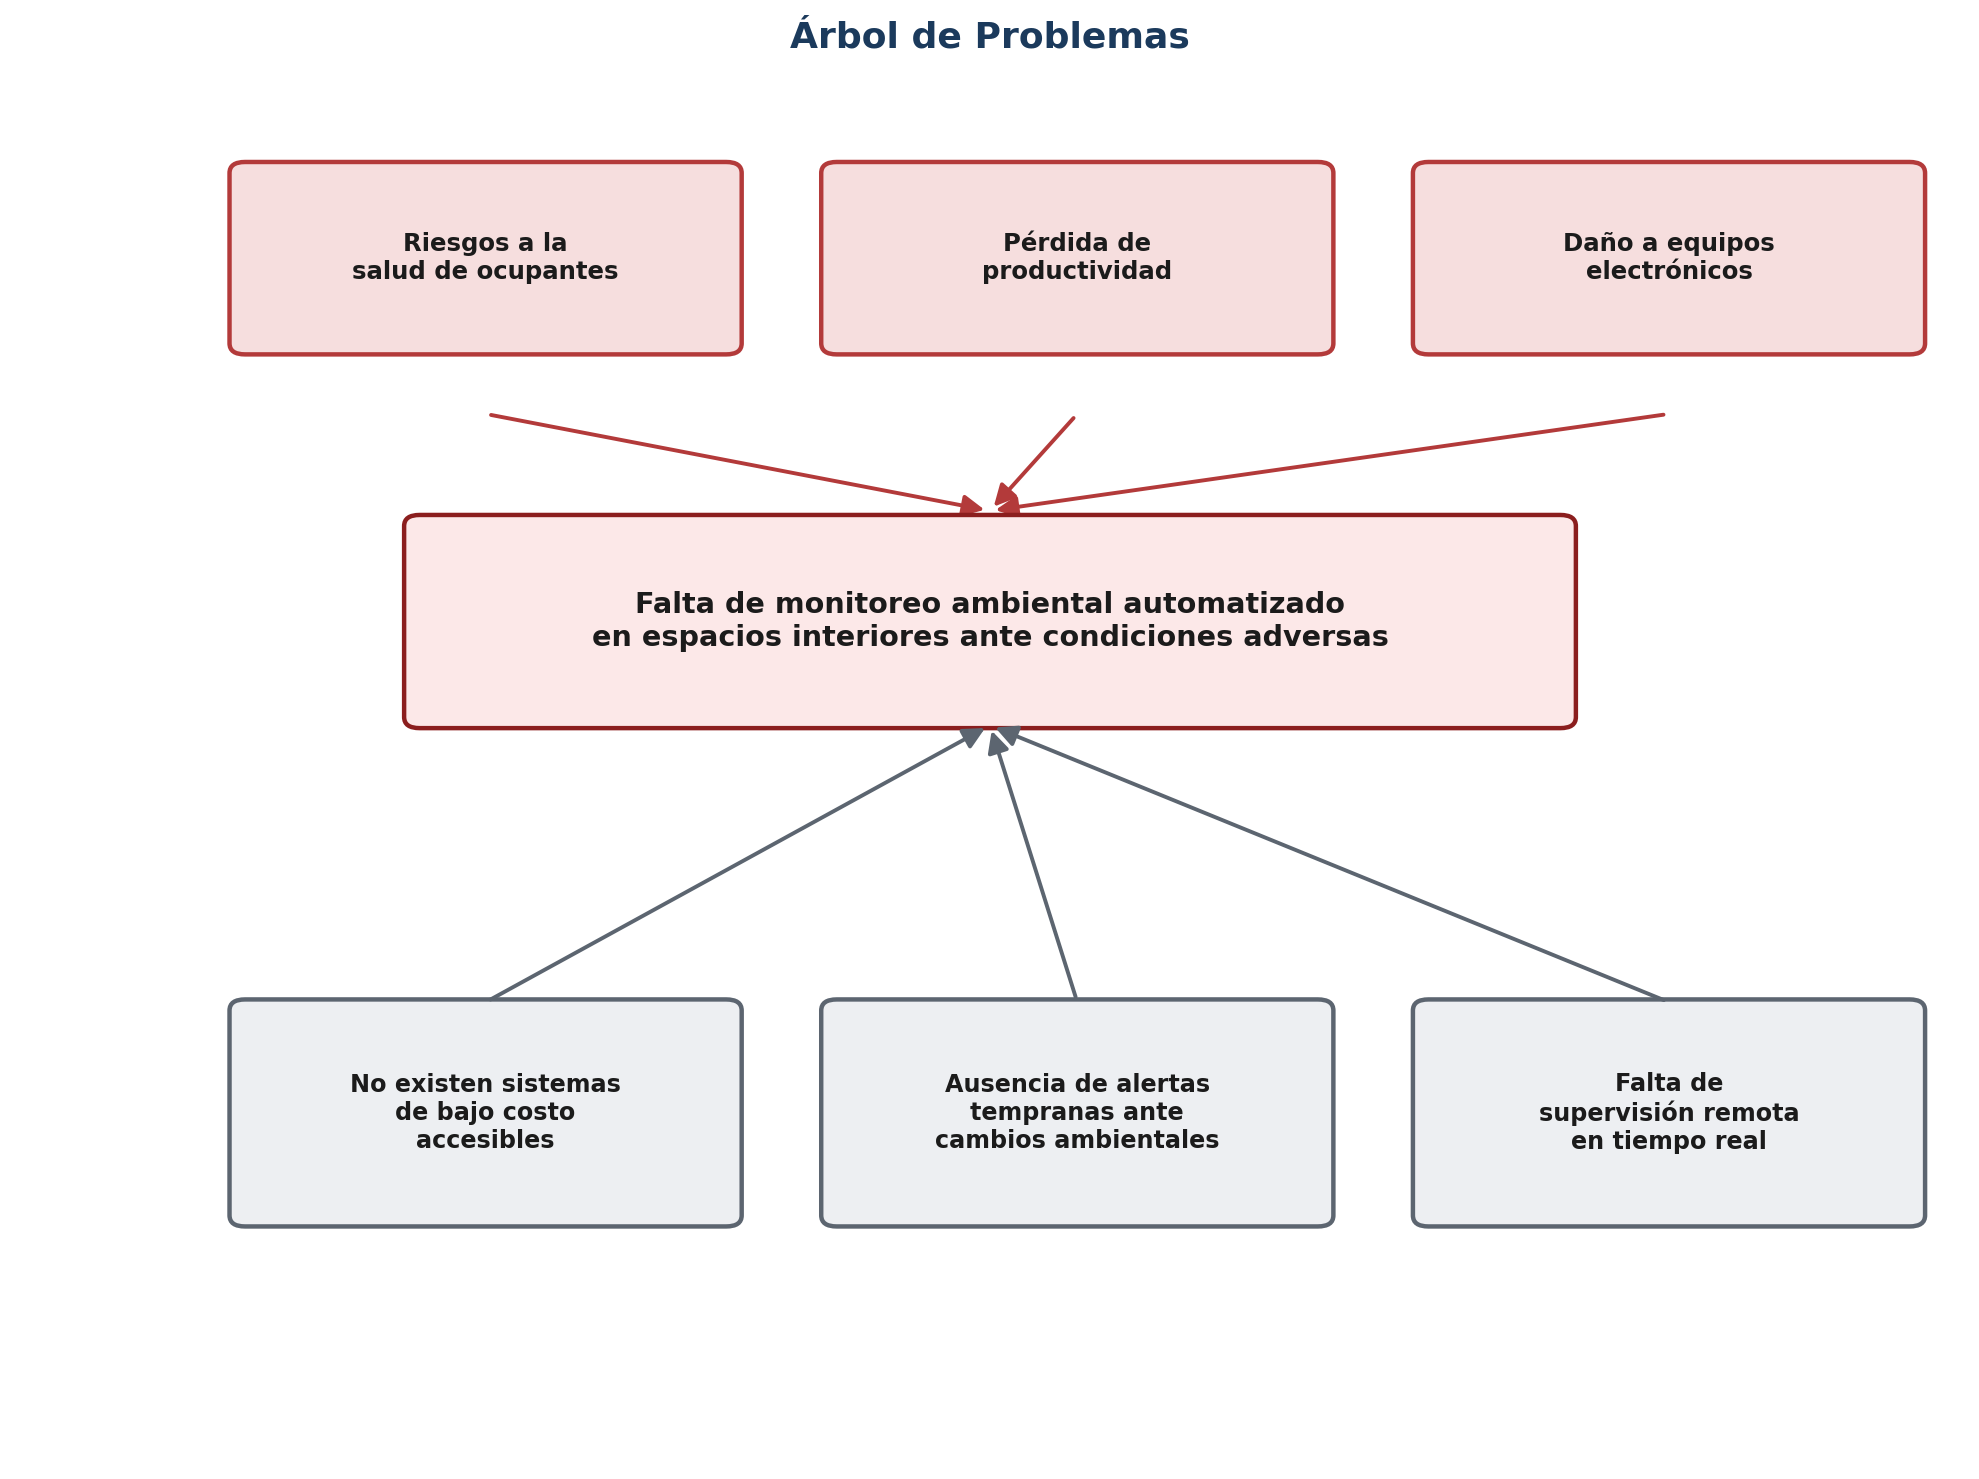 Árbol de Problemas
Riesgos a la
salud de ocupantes
Pérdida de
productividad
Daño a equipos
electrónicos
Falta de monitoreo ambiental automatizado
en espacios interiores ante condiciones adversas
No existen sistemas
de bajo costo
accesibles
Ausencia de alertas
tempranas ante
cambios ambientales
Falta de
supervisión remota
en tiempo real